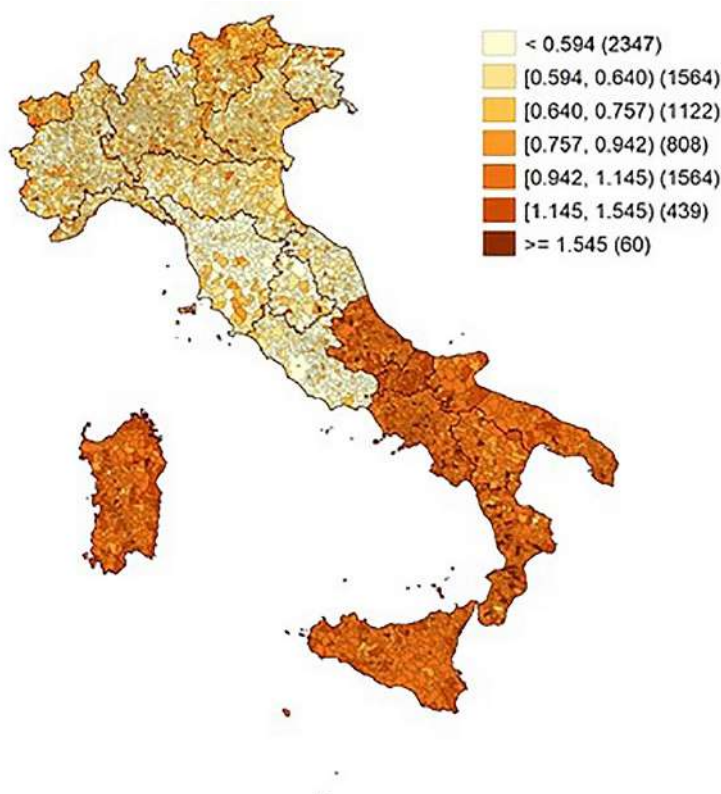 < 0.594 (2347)
[0.594, 0.640) (1564)
[0.640, 0.757) (1122)
[0.757, 0.942) (808)
[0.942, 1.145) (1564)
[1.145, 1.545) (439)
>= 1.545 (60)